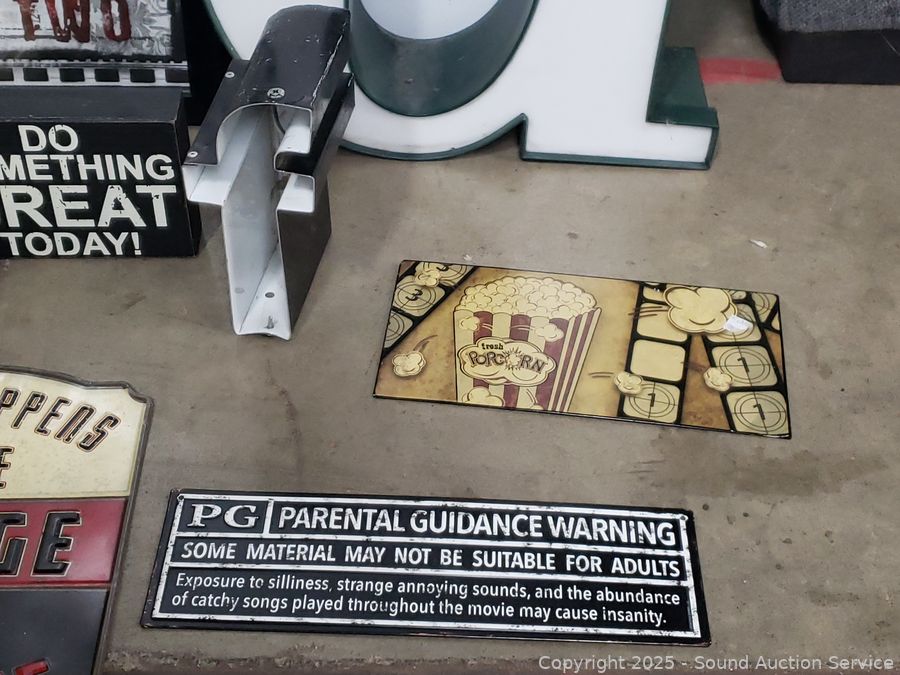 TWO
DO
METHING
REAT
TODAY!
fresh
POPCORN
3
1
1
1
PPENS
E
GE
PG PARENTAL GUIDANCE WARNING
SOME MATERIAL MAY NOT BE SUITABLE FOR ADULTS
Exposure to silliness, strange annoying sounds, and the abundance
of catchy songs played throughout the movie may cause insanity.
Copyright 2025 - Sound Auction Service